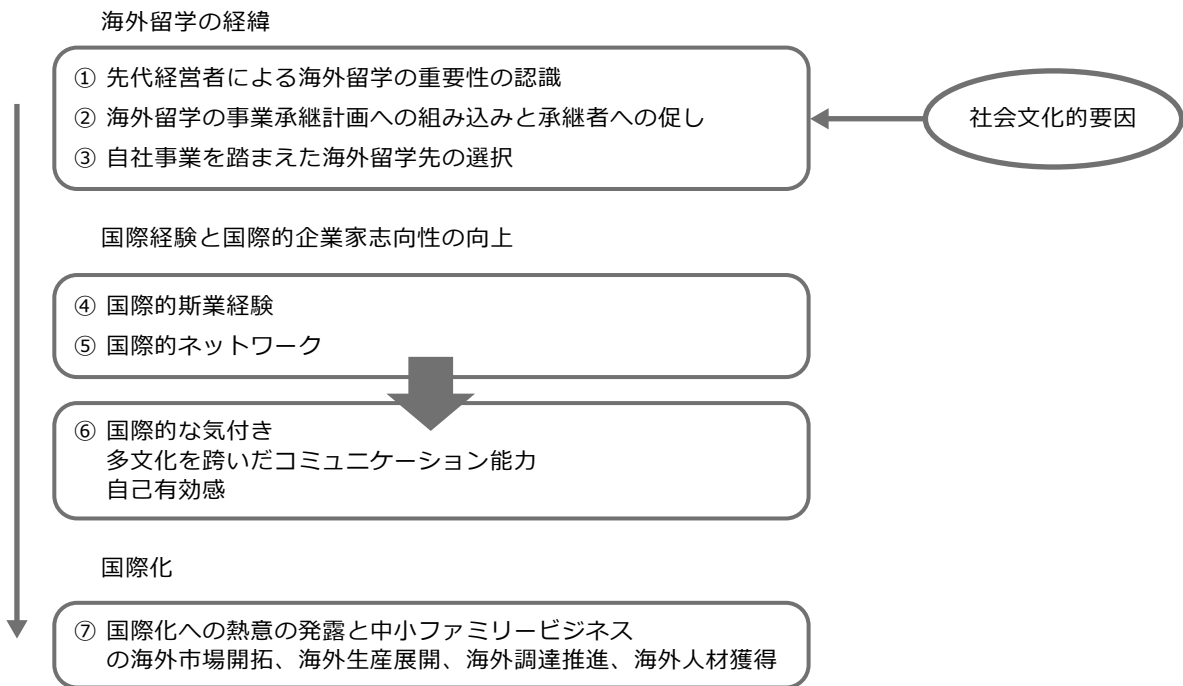 海外留学の経緯
① 先代経営者による海外留学の重要性の認識
② 海外留学の事業承継計画への組み込みと承継者への促し
③ 自社事業を踏まえた海外留学先の選択
社会文化的要因
国際経験と国際的企業家志向性の向上
④ 国際的斯業経験
⑤ 国際的ネットワーク
⑥ 国際的な気付き
多文化を跨いだコミュニケーション能力
自己有効感
国際化
⑦ 国際化への熱意の発露と中小ファミリービジネス
の海外市場開拓、海外生産展開、海外調達推進、海外人材獲得